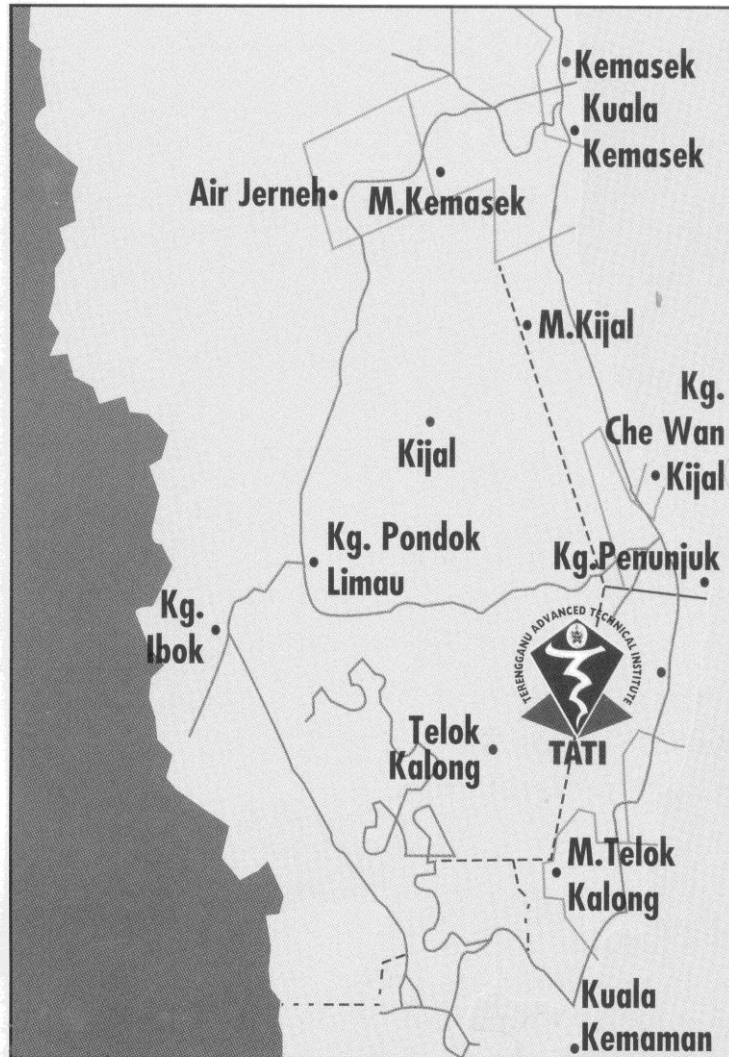 Kemasek
Kuala
Kemasek
Air Jerneh
M.Kemasek
M.Kijal
Kg.
Che Wan
Kijal
Kijal
Kg. Pondok
Limau
Kg.Penunjuk
Kg.
Ibok
TERENGGANU ADVANCED TECHNICAL INSTITUTE
TATI
Telok
Kalong
M.Telok
Kalong
Kuala
Kemaman